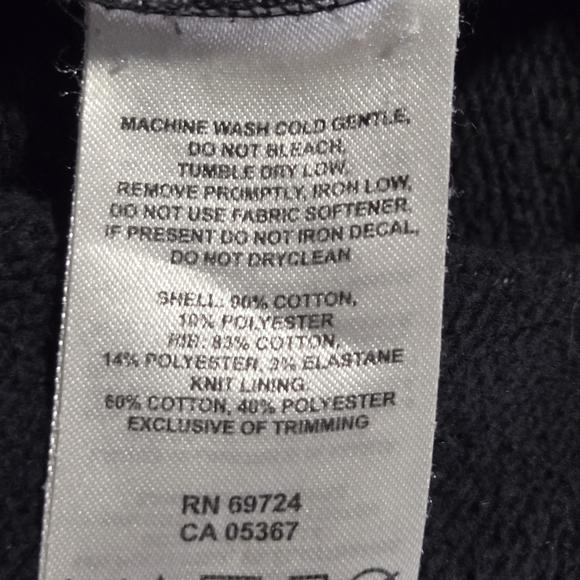 MACHINE WASH COLD GENTLE,
DO NOT BLEACH,
TUMBLE DRY LOW,
REMOVE PROMPTLY, IRON LOW,
DO NOT USE FABRIC SOFTENER,
IF PRESENT DO NOT IRON DECAL,
DO NOT DRYCLEAN
SHELL: 90% COTTON,
10% POLYESTER
RIB: 83% COTTON,
14% POLYESTER, 3% ELASTANE
KNIT LINING:
60% COTTON, 40% POLYESTER
EXCLUSIVE OF TRIMMING
RN 69724
CA 05367